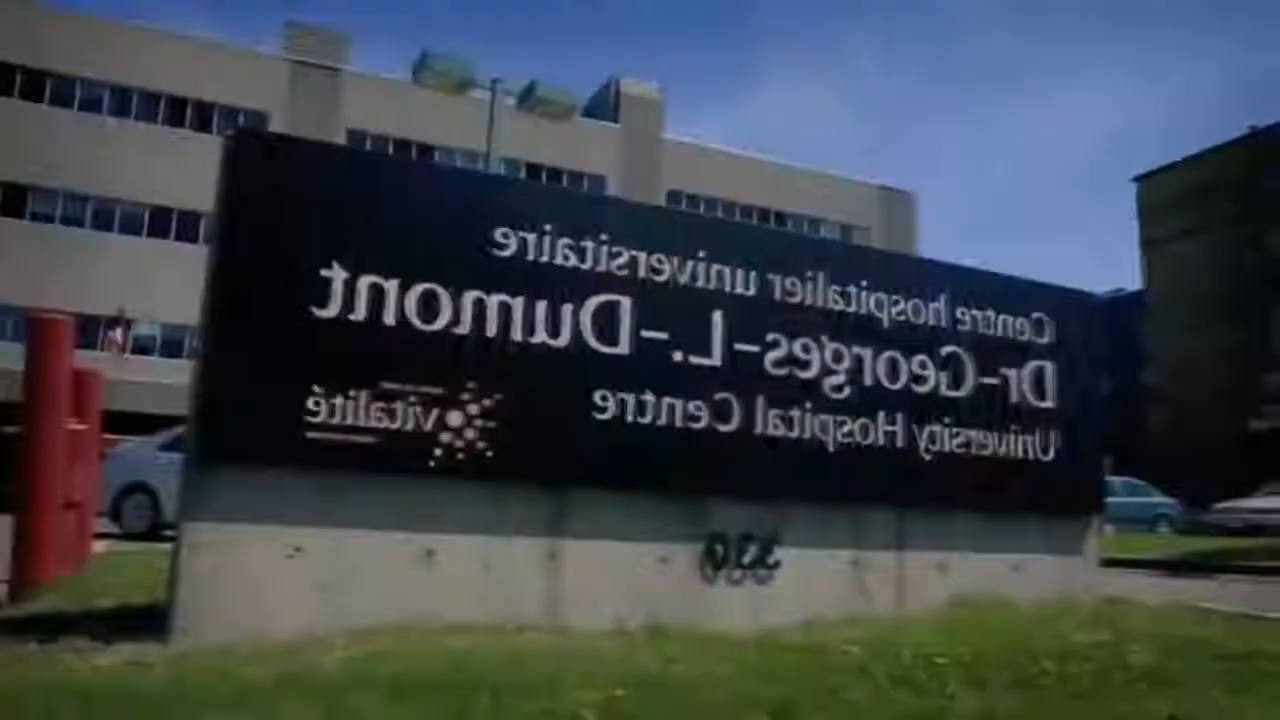 Centre hospitalier universitaire
Dr-Georges-L.-Dumont
University Hospital Centre
vitalité
330